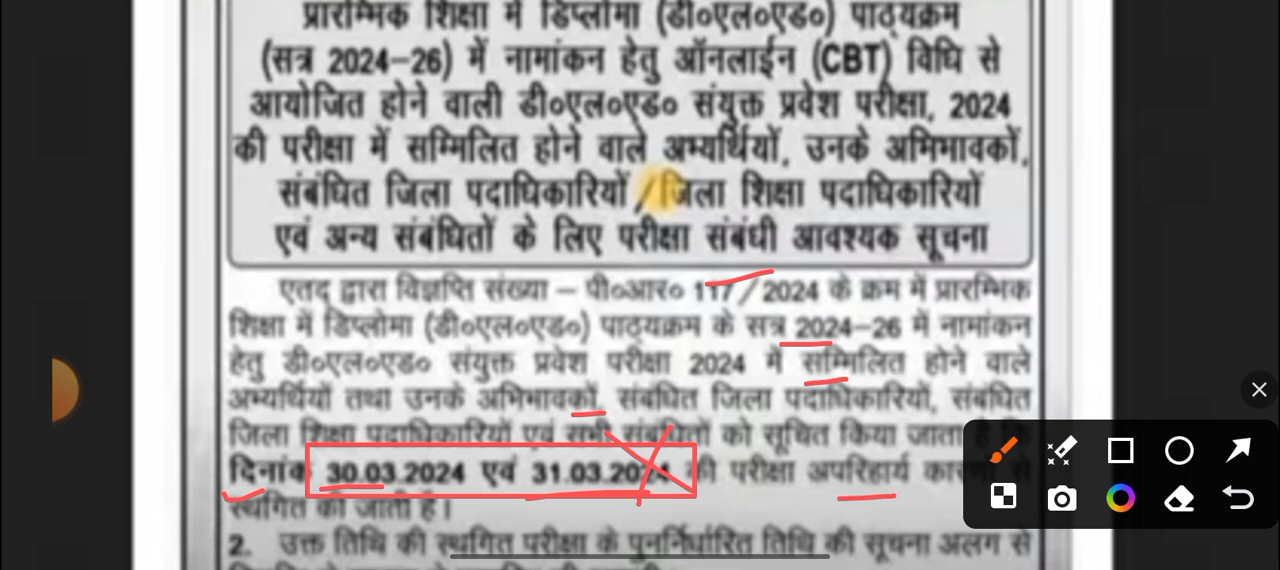 प्रारम्भिक शिक्षा में डिप्लोमा (डी०एल०एड०) पाठ्यक्रम
(सत्र 2024–26) में नामांकन हेतु ऑनलाईन (CBT) विधि से
आयोजित होने वाली डी०एल०एड० संयुक्त प्रवेश परीक्षा, 2024
की परीक्षा में सम्मिलित होने वाले अभ्यर्थियों, उनके अभिभावकों,
संबंधित जिला पदाधिकारियों/जिला शिक्षा पदाधिकारियों
एवं अन्य संबंधितों के लिए परीक्षा संबंधी आवश्यक सूचना
एतद् द्वारा विज्ञप्ति संख्या – पी०आर० 117/2024 के क्रम में प्रारम्भिक
शिक्षा में डिप्लोमा (डी०एल०एड०) पाठ्यक्रम के सत्र 2024–26 में नामांकन
हेतु डी०एल०एड० संयुक्त प्रवेश परीक्षा 2024 में सम्मिलित होने वाले
अभ्यर्थियों तथा उनके अभिभावकों, संबंधित जिला पदाधिकारियों, संबंधित
जिला शिक्षा पदाधिकारियों एवं सभी संबंधितों को सूचित किया जाता है कि
दिनांक 30.03.2024 एवं 31.03.2024 की परीक्षा अपरिहार्य कारणों से
स्थगित की जाती है।
2. उक्त तिथि की स्थगित परीक्षा के पुनर्निर्धारित तिथि की सूचना अलग से